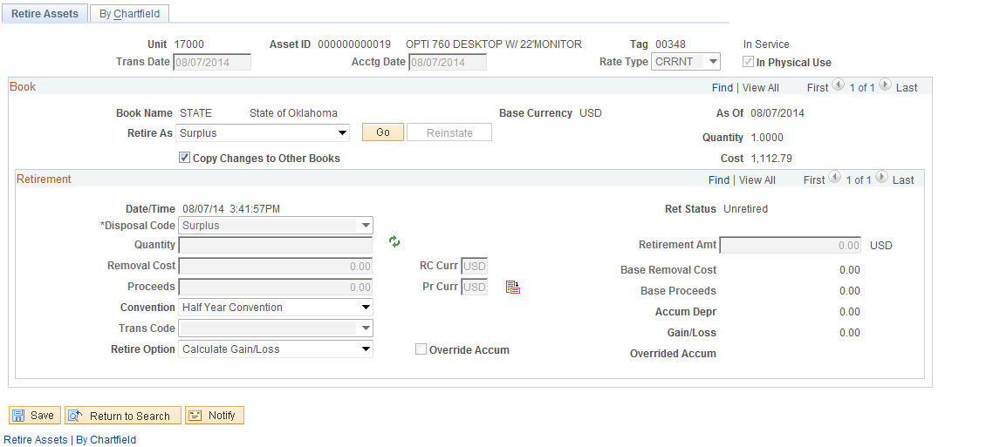 Retire Assets By Chartfield
Unit 17000 Asset ID 000000000019 OPTI 760 DESKTOP W/ 22'MONITOR Tag 00348 In Service
Trans Date 08/07/2014 Acctg Date 08/07/2014 Rate Type CRRNT In Physical Use
Book Find | View All First 1 of 1 Last
Book Name STATE State of Oklahoma Base Currency USD As Of 08/07/2014
Retire As Surplus Go Reinstate Quantity 1.0000
Copy Changes to Other Books Cost 1,112.79
Retirement Find | View All First 1 of 1 Last
Date/Time 08/07/14 3:41:57PM Ret Status Unretired
*Disposal Code Surplus
Quantity Retirement Amt 0.00 USD
Removal Cost 0.00 RC Curr USD Base Removal Cost 0.00
Proceeds 0.00 Pr Curr USD Base Proceeds 0.00
Convention Half Year Convention Accum Depr 0.00
Trans Code Gain/Loss 0.00
Retire Option Calculate Gain/Loss Override Accum Overrided Accum
Save Return to Search Notify
Retire Assets | By Chartfield